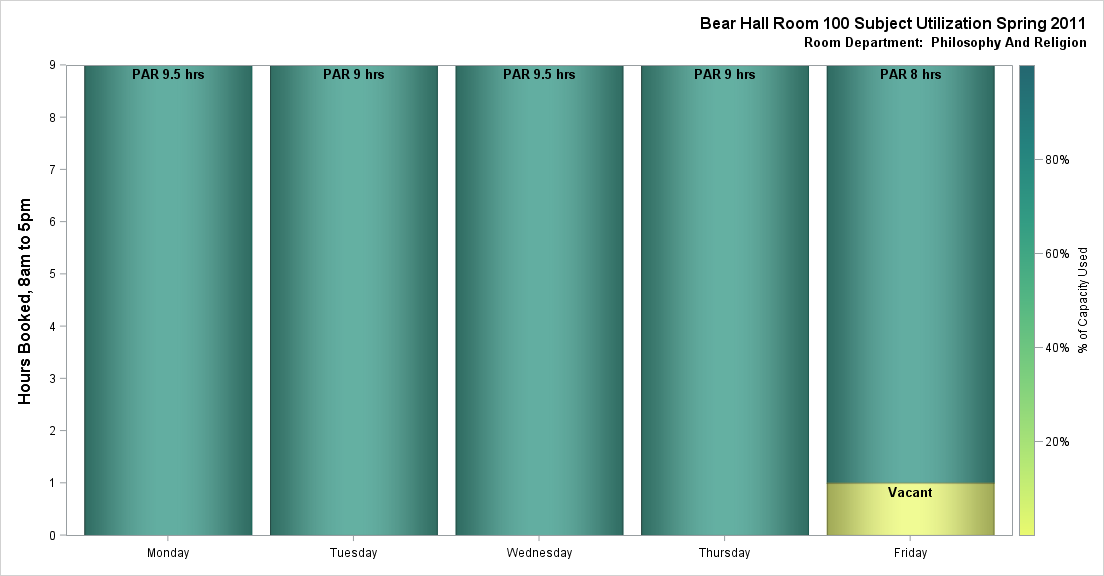 Bear Hall Room 100 Subject Utilization Spring 2011
Room Department: Philosophy And Religion
Hours Booked, 8am to 5pm
9
8
7
6
5
4
3
2
1
0
PAR 9.5 hrs
PAR 9 hrs
PAR 9.5 hrs
PAR 9 hrs
PAR 8 hrs
Vacant
Monday
Tuesday
Wednesday
Thursday
Friday
80%
60%
40%
20%
% of Capacity Used